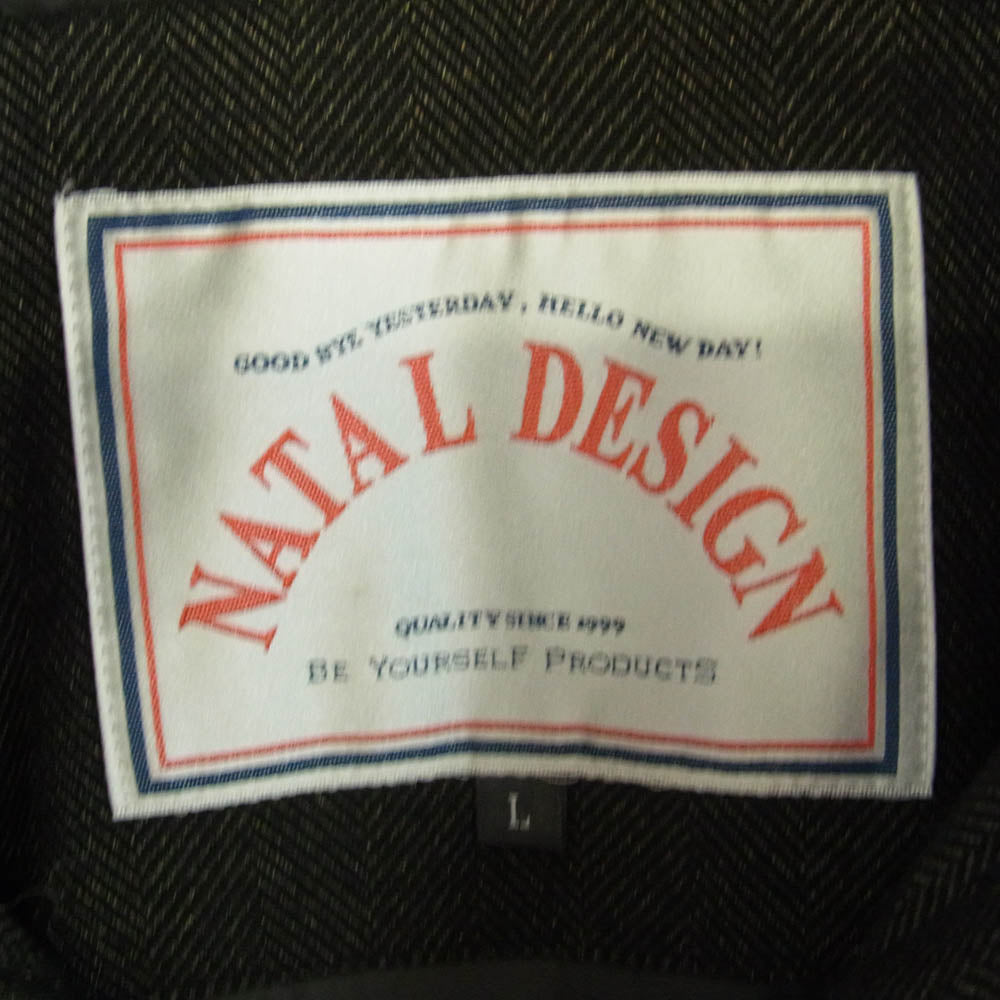 GOOD BYE YESTERDAY, HELLO NEW DAY!
NATAL DESIGN
QUALITY SINCE 1999
BE YOURSELF PRODUCTS
L